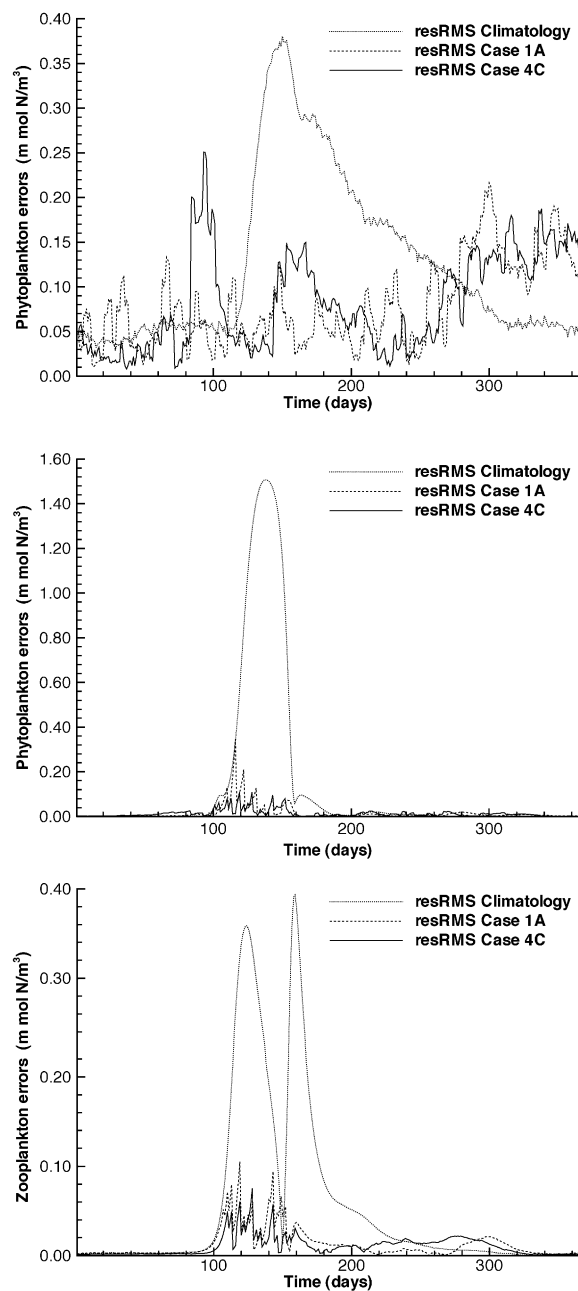 0.40
0.35
0.30
0.25
0.20
0.15
0.10
0.05
0.00
Phytoplankton errors (m mol N/m³)
resRMS Climatology
resRMS Case 1A
resRMS Case 4C
100 200 300
Time (days)
1.60
1.40
1.20
1.00
0.80
0.60
0.40
0.20
0.00
Phytoplankton errors (m mol N/m³)
resRMS Climatology
resRMS Case 1A
resRMS Case 4C
100 200 300
Time (days)
0.40
0.30
0.20
0.10
0.00
Zooplankton errors (m mol N/m³)
resRMS Climatology
resRMS Case 1A
resRMS Case 4C
100 200 300
Time (days)